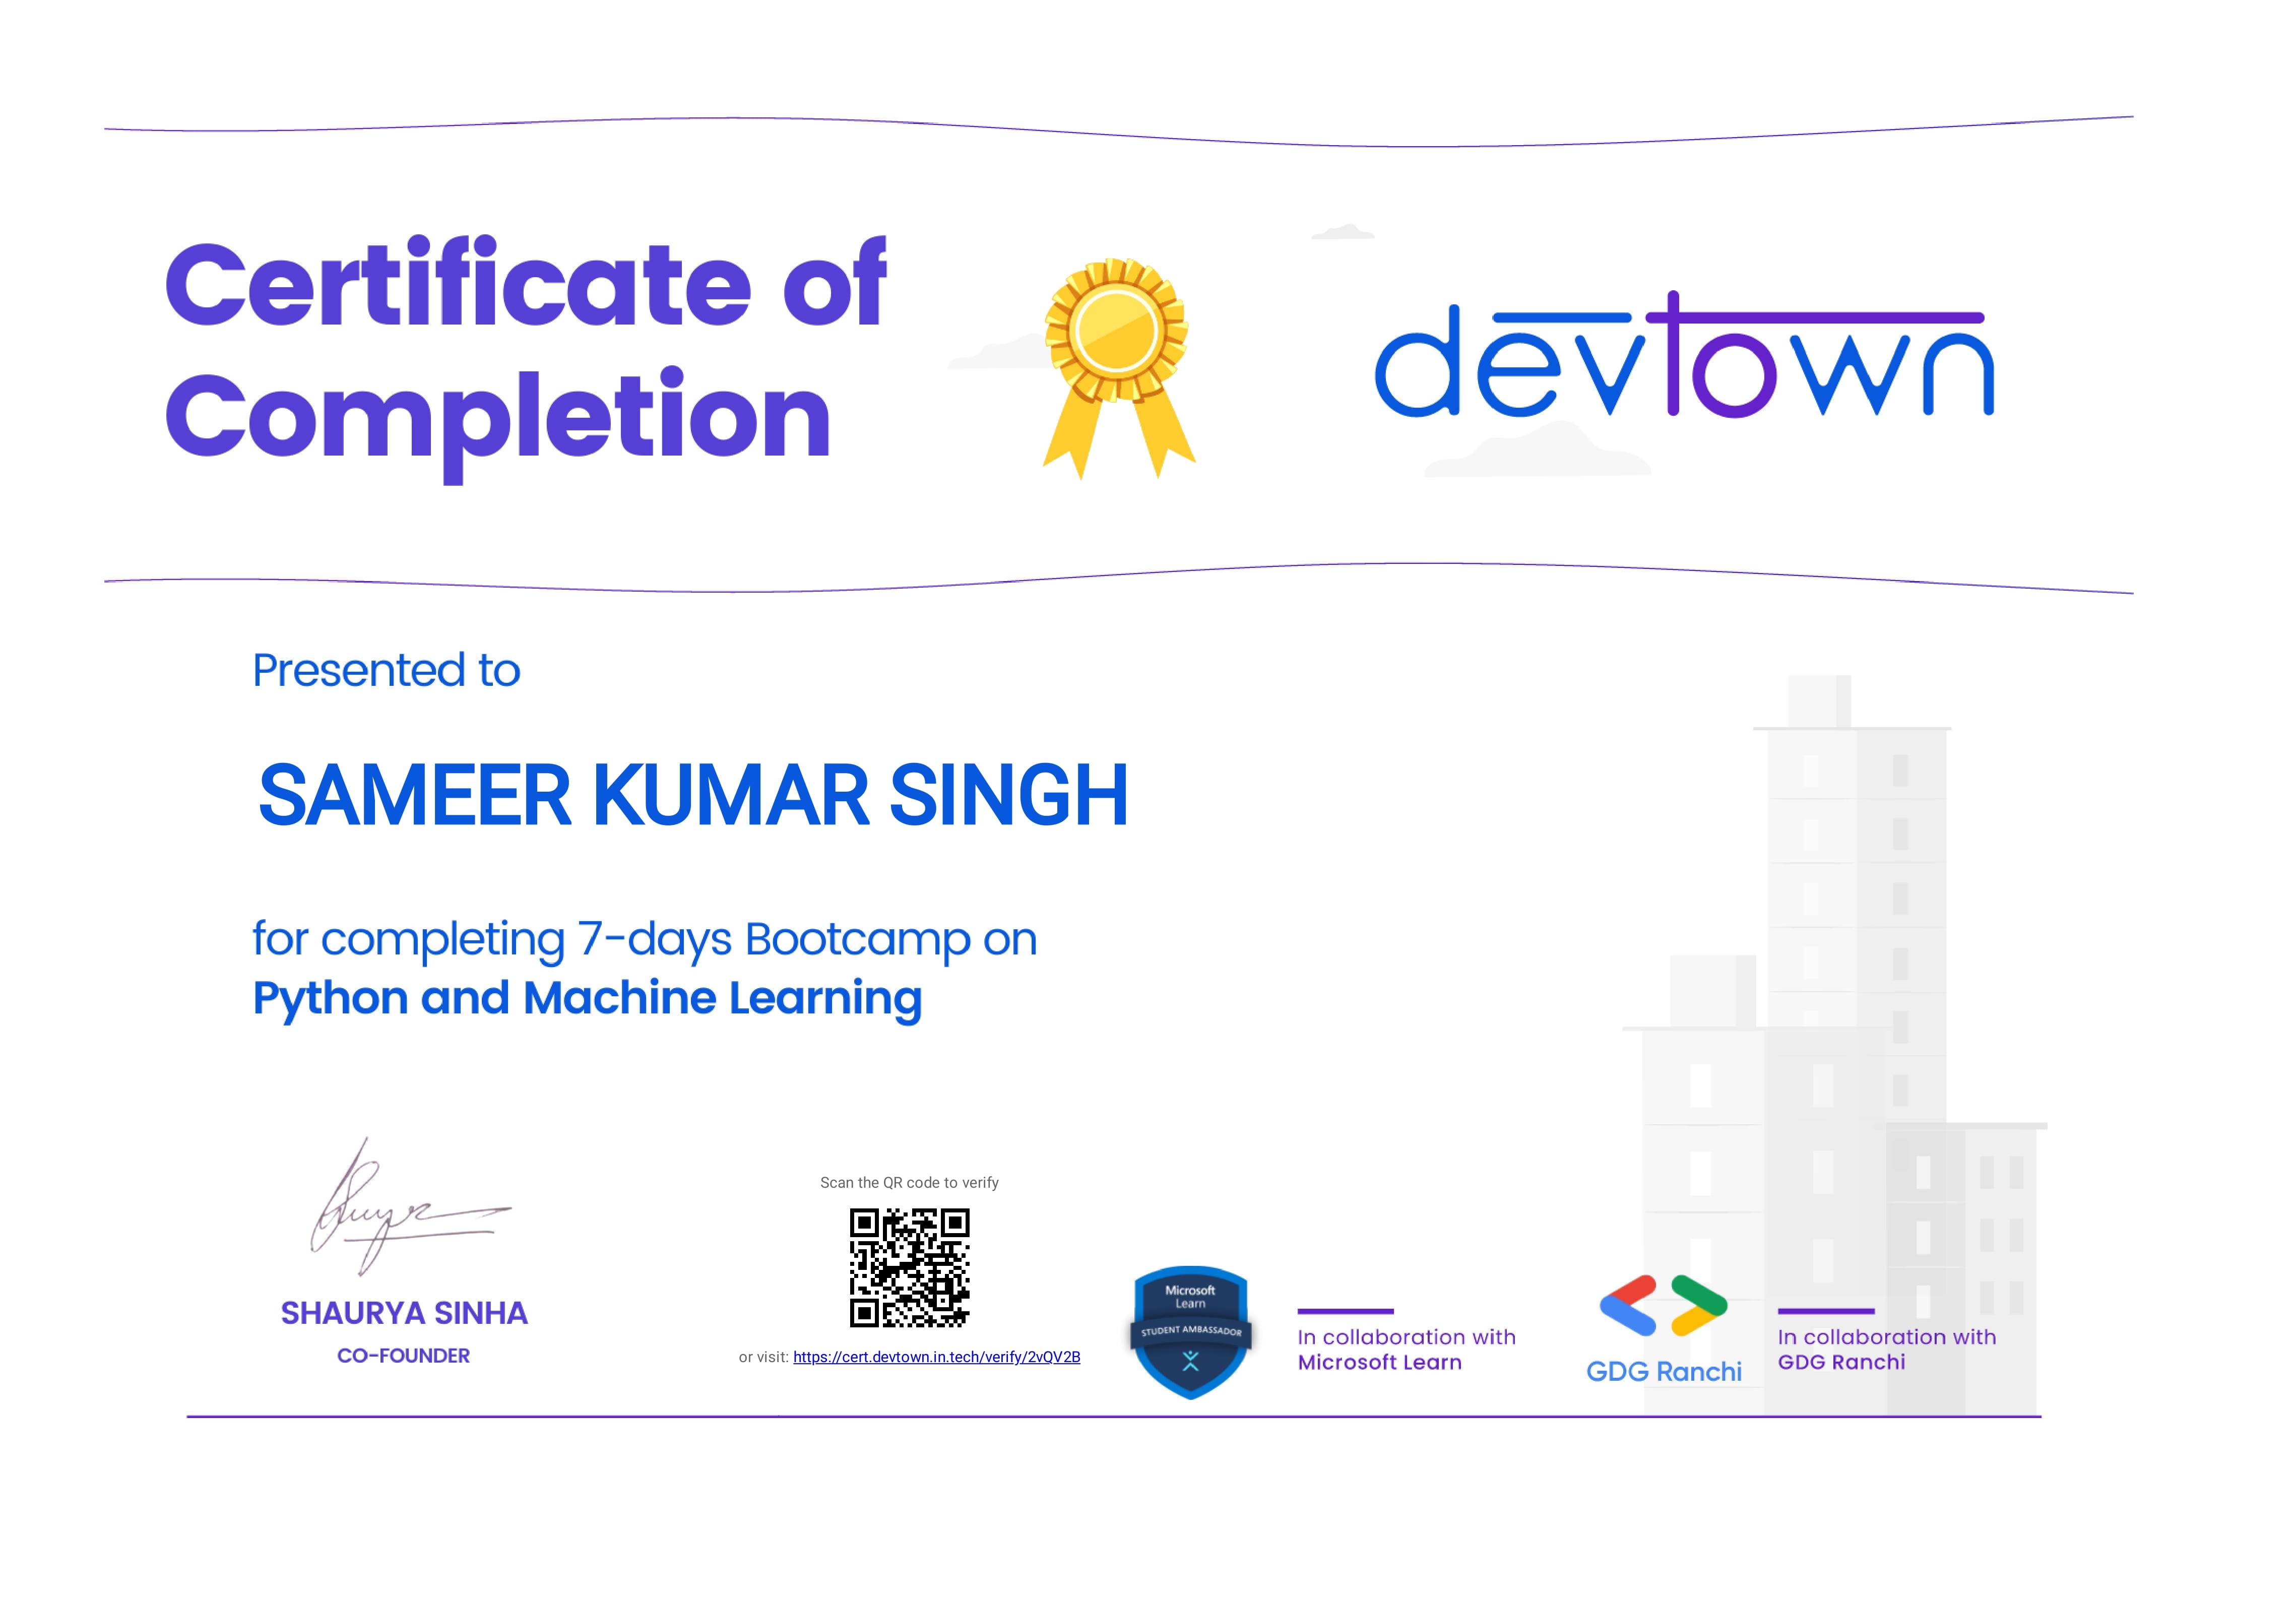 Certificate of
Completion
devtown
Presented to
SAMEER KUMAR SINGH
for completing 7-days Bootcamp on
Python and Machine Learning
SHAURYA SINHA
CO-FOUNDER
Scan the QR code to verify
or visit: https://cert.devtown.in.tech/verify/2vQV2B
Microsoft
Learn
STUDENT AMBASSADOR
In collaboration with
Microsoft Learn
GDG Ranchi
In collaboration with
GDG Ranchi